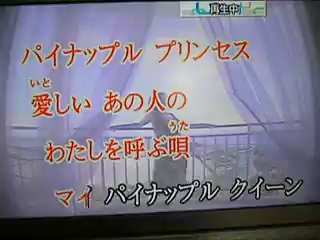 再生中
パイナップル プリンセス
いと
愛しい あの人の
うた
わたしを呼ぶ唄
マイ パイナップル クイーン